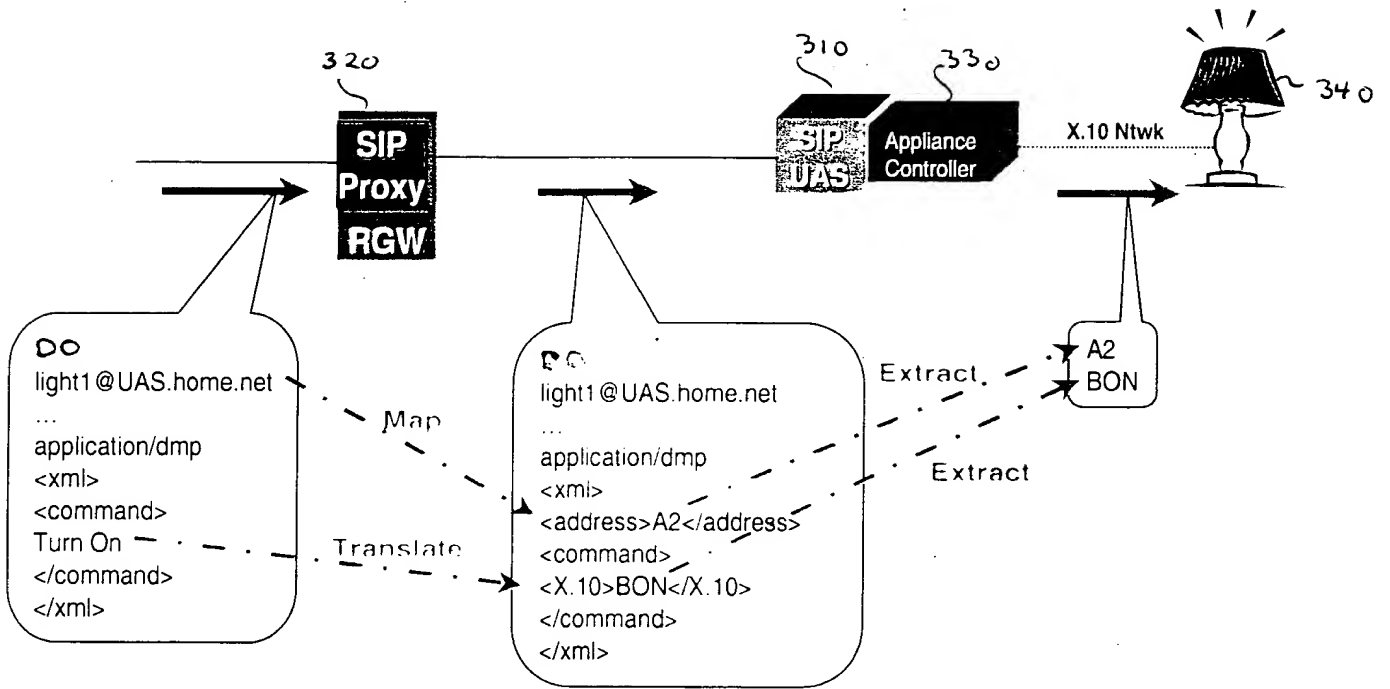 320
310
330
340
SIP
Proxy
RGW
SIP
UAS
Appliance
Controller
X.10 Ntwk
DO
light1@UAS.home.net
...
application/dmp
<xml>
<command>
Turn On
</command>
</xml>
Map
Translate
DO
light1@UAS.home.net
...
application/dmp
<xml>
<address>A2</address>
<command>
<X.10>BON</X.10>
</command>
</xml>
Extract
Extract
A2
BON